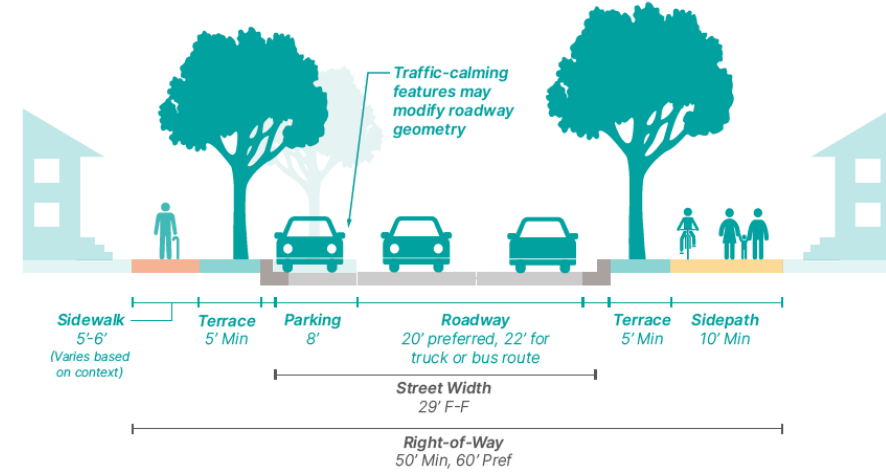 Traffic-calming
features may
modify roadway
geometry
Sidewalk
5’-6’
(Varies based
on context)
Terrace
5’ Min
Parking
8’
Roadway
20’ preferred, 22’ for
truck or bus route
Terrace
5’ Min
Sidepath
10’ Min
Street Width
29’ F-F
Right-of-Way
50’ Min, 60’ Pref